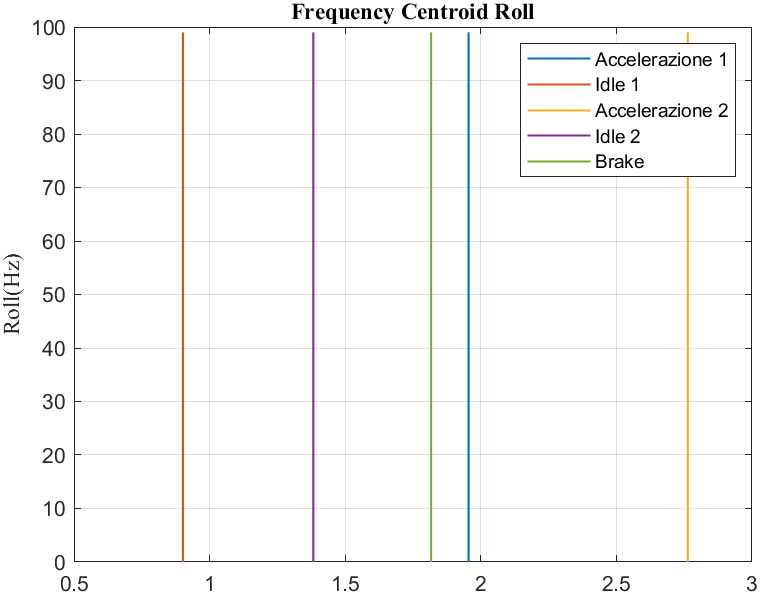 Frequency Centroid Roll
100
90
80
70
60
50
40
30
20
10
0
Roll(Hz)
Accelerazione 1
Idle 1
Accelerazione 2
Idle 2
Brake
0.5
1
1.5
2
2.5
3